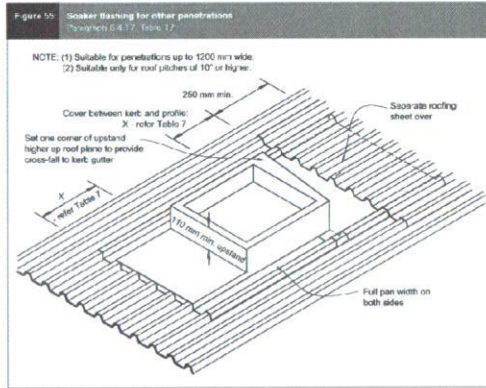 Figure 55: Soaker flashing for other penetrations
Paragraph 8.4.17, Table 17
NOTE: (1) Suitable for penetrations up to 1200 mm wide.
(2) Suitable only for roof pitches of 10° or higher.
250 mm min.
Cover between kerb and profile:
X - refer Table 7
Separate roofing
sheet over
Set one corner of upstand
higher up roof plane to provide
cross-fall to kerb gutter
X
refer Table 7
110 mm min. upstand
Full pan width on
both sides